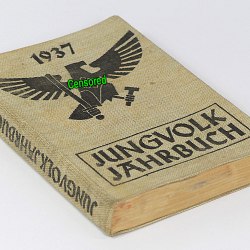 1937
Censored
JUNGVOLK
JAHRBUCH
JUNGVOLKJAHRBUCH